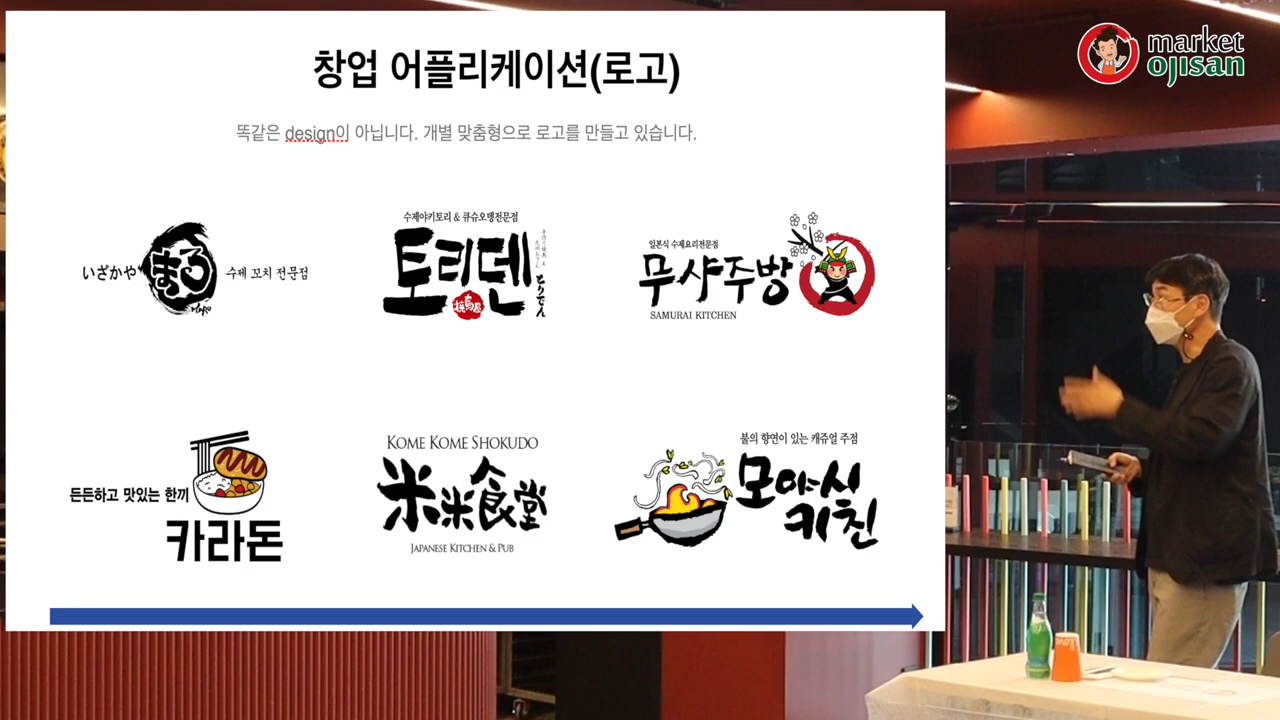 창업 어플리케이션(로고)
똑같은 design이 아닙니다. 개별 맞춤형으로 로고를 만들고 있습니다.
market
ojisan
いざかや
まる
수제 꼬치 전문점
수제야키토리 & 큐슈오뎅전문점
토리덴
とりでん
일본식 수제요리전문점
무샤주방
SAMURAI KITCHEN
든든하고 맛있는 한끼
카라돈
KOME KOME SHOKUDO
米米食堂
JAPANESE KITCHEN & PUB
불의 향연이 있는 캐쥬얼 주점
모야시
키친